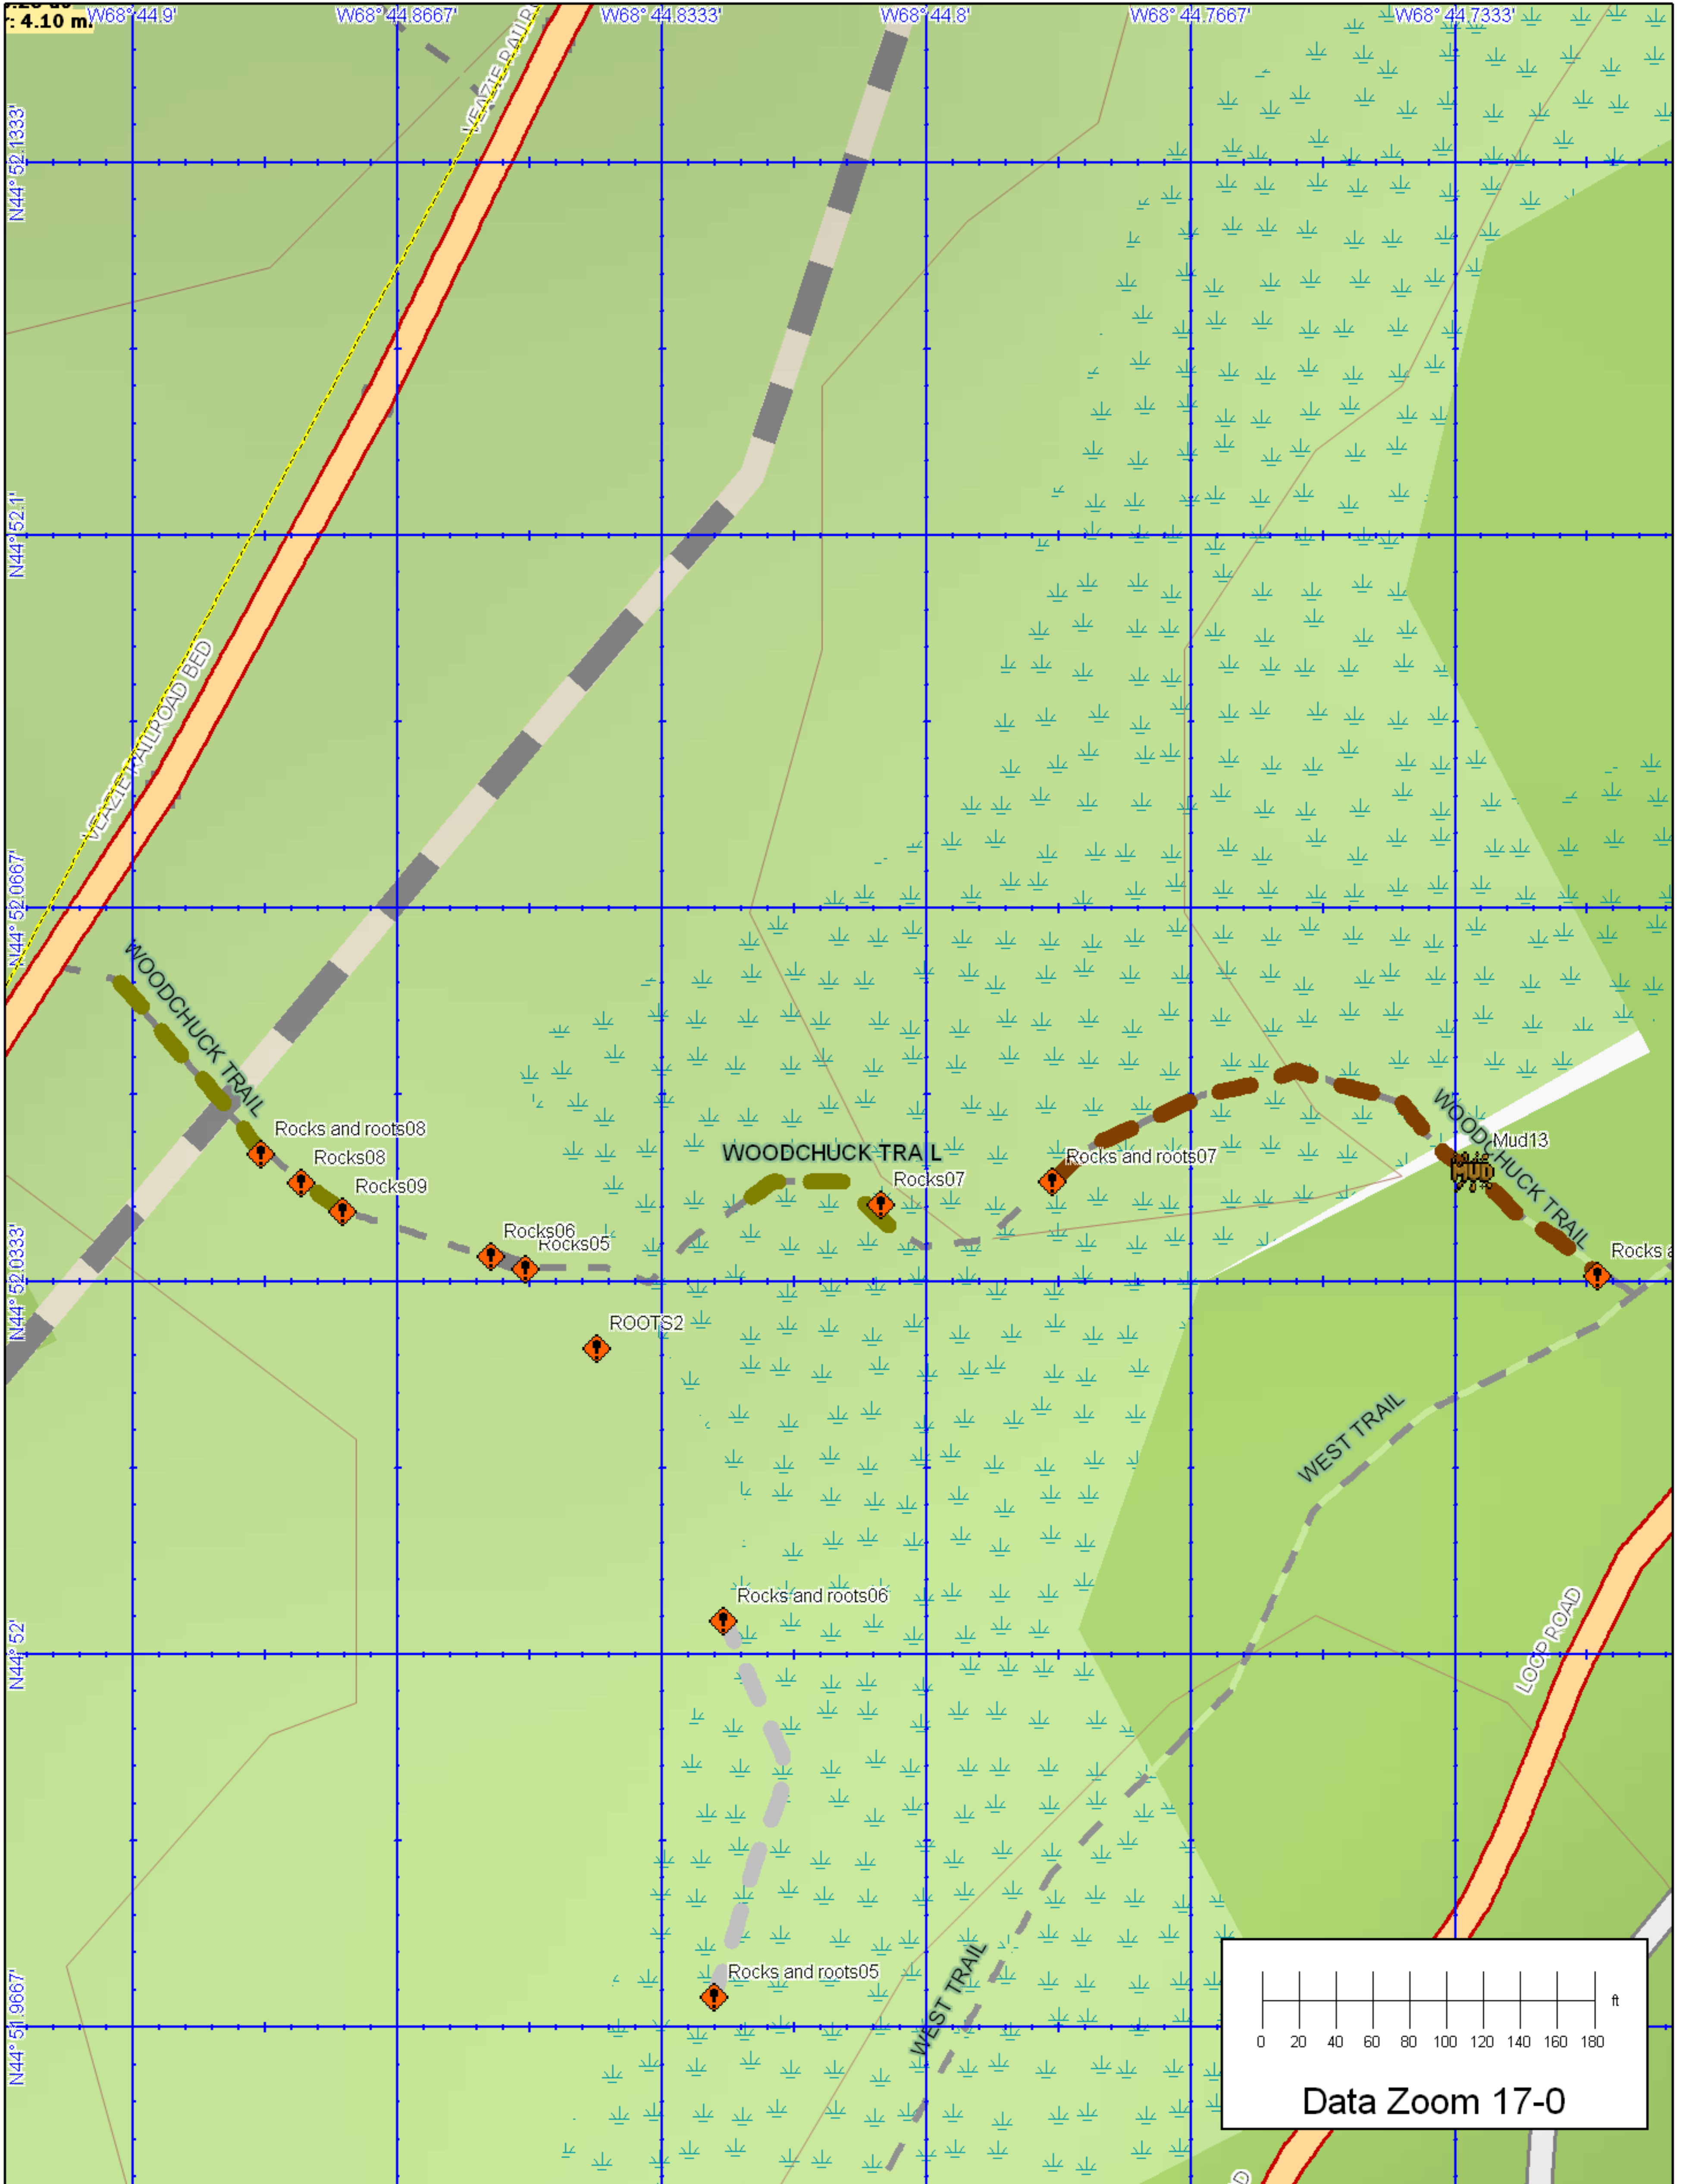 : 4.10 m.
W68° 44.9'
W68° 44.8667'
W68° 44.8333'
W68° 44.8'
W68° 44.7667'
W68° 44.7333'
N44° 52.1333'
N44° 52.1'
N44° 52.0667'
N44° 52.0333'
N44° 52'
N44° 51.9667'
VEAZIE RAILR
VEAZIE RAILROAD BED
WOODCHUCK TRAIL
Rocks and roots08
Rocks08
Rocks09
Rocks06
Rocks05
ROOTS2
WOODCHUCK TRAIL
Rocks07
Rocks and roots07
WOODCHUCK TRAIL
Mud13
MUD
Rocks a
WEST TRAIL
LOOP ROAD
Rocks and roots06
Rocks and roots05
WEST TRAIL
D
ft
0 20 40 60 80 100 120 140 160 180
Data Zoom 17-0